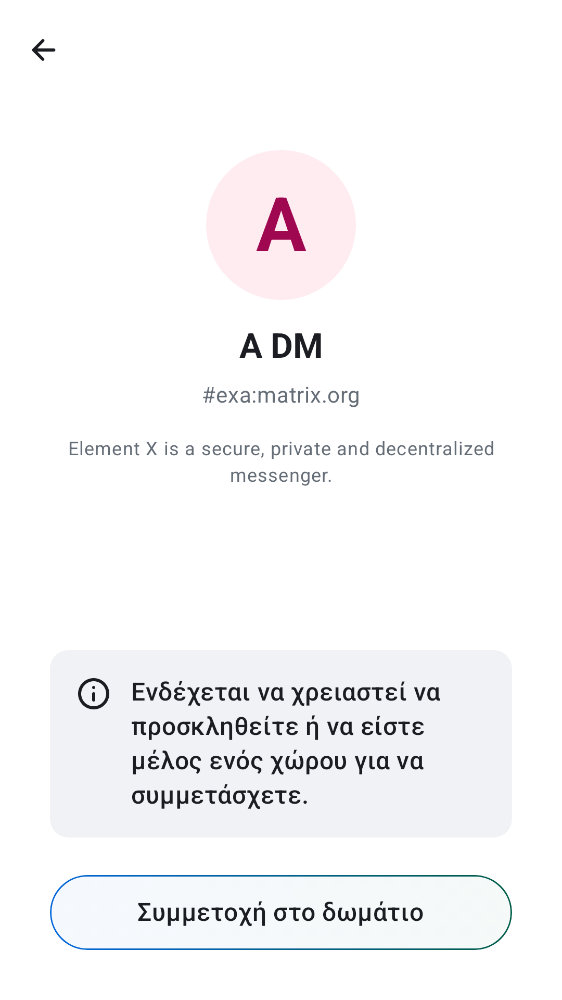 A
A DM
#exa:matrix.org
Element X is a secure, private and decentralized
messenger.
Ενδέχεται να χρειαστεί να
προσκληθείτε ή να είστε
μέλος ενός χώρου για να
συμμετάσχετε.
Συμμετοχή στο δωμάτιο